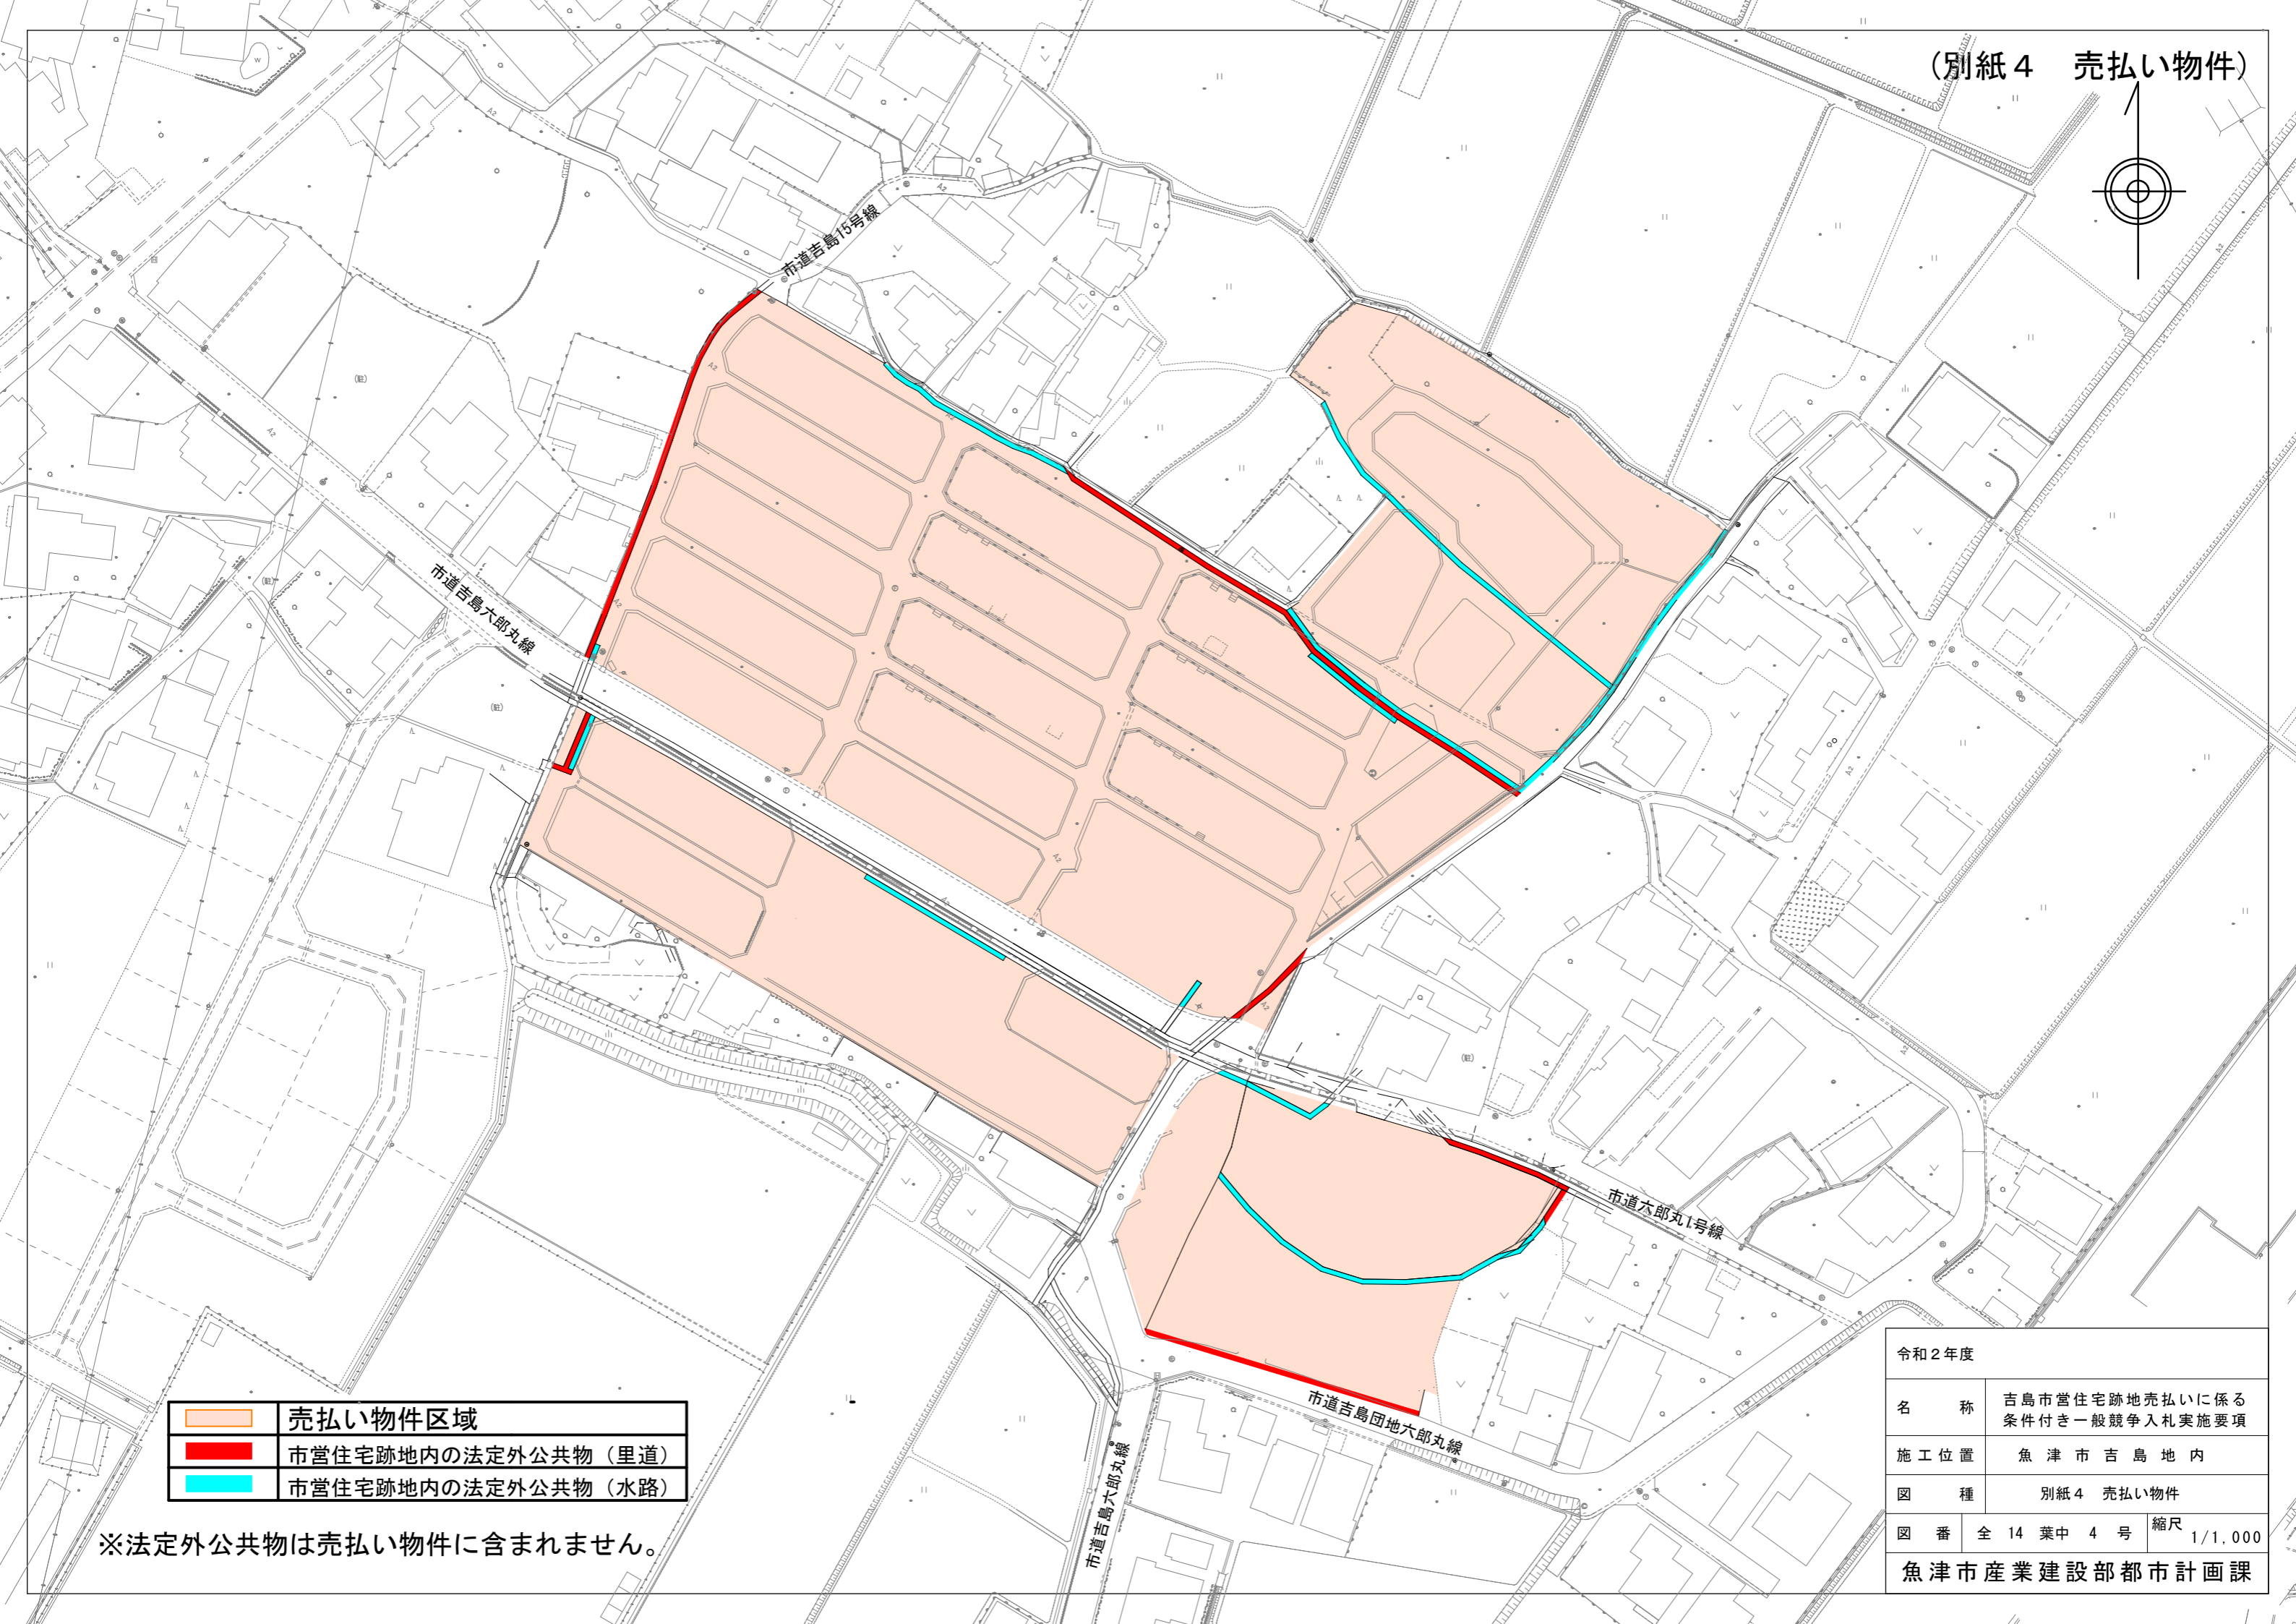 (別紙４　売払い物件)
市道吉島15号線
市道吉島六郎丸線
市道六郎丸1号線
市道吉島団地六郎丸線
市道吉島六郎丸線
売払い物件区域
市営住宅跡地内の法定外公共物（里道）
市営住宅跡地内の法定外公共物（水路）
※法定外公共物は売払い物件に含まれません。
令和２年度
名　称　吉島市営住宅跡地売払いに係る
条件付き一般競争入札実施要項
施工位置　魚津市吉島地内
図　種　別紙４　売払い物件
図　番　全　14　葉中　4　号　縮尺　1/1,000
魚津市産業建設部都市計画課